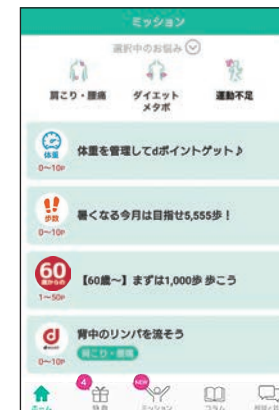 ミッション
選択中のお悩み
肩こり・腰痛
ダイエット
メタボ
運動不足
体重
0~10P
体重を管理してdポイントゲット♪
歩数
0~10P
暑くなる今月は目指せ5,555歩！
60
歳からの
1~50P
【60歳~】まずは1,000歩 歩こう
d
0~10P
背中のリンパを流そう
肩こり・腰痛
ホーム
4
特典
NEW
ミッション
コラム